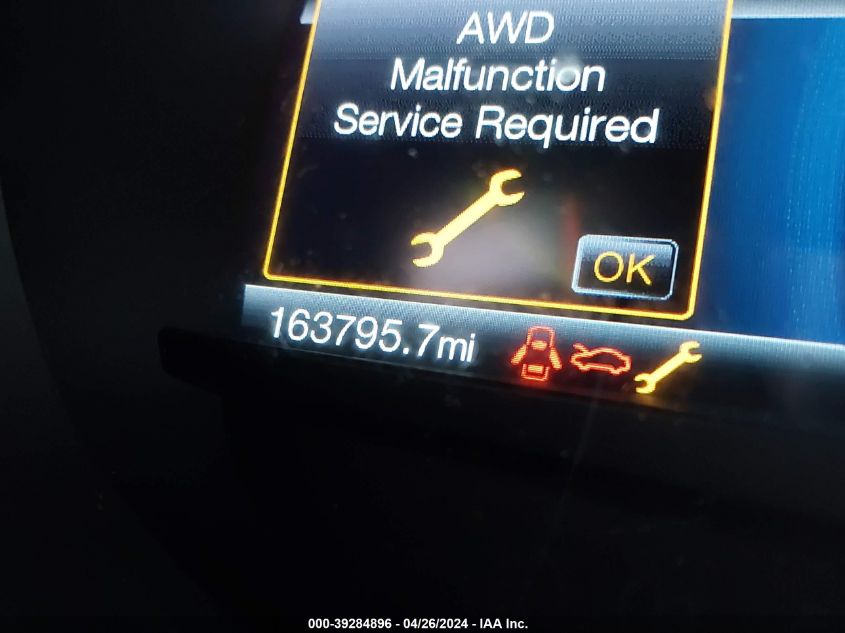 AWD
Malfunction
Service Required
OK
163795.7mi
000-39284896 - 04/26/2024 - IAA Inc.